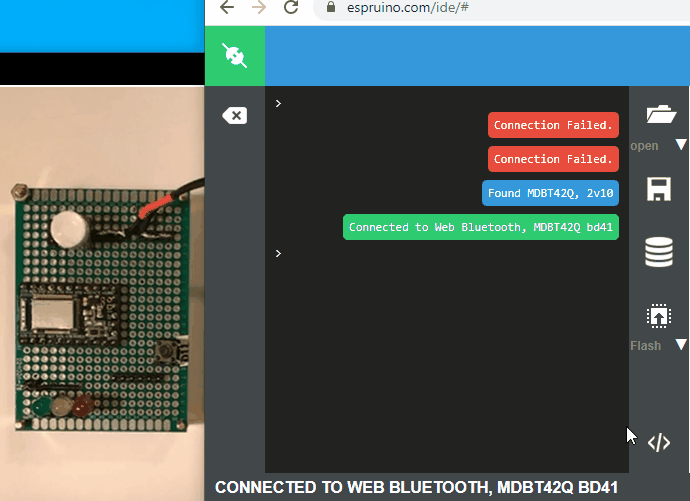 espruino.com/ide/#
>
Connection Failed.
Connection Failed.
Found MDBT42Q, 2v10
Connected to Web Bluetooth, MDBT42Q bd41
>
open ▼
Flash ▼
</>
CONNECTED TO WEB BLUETOOTH, MDBT42Q BD41